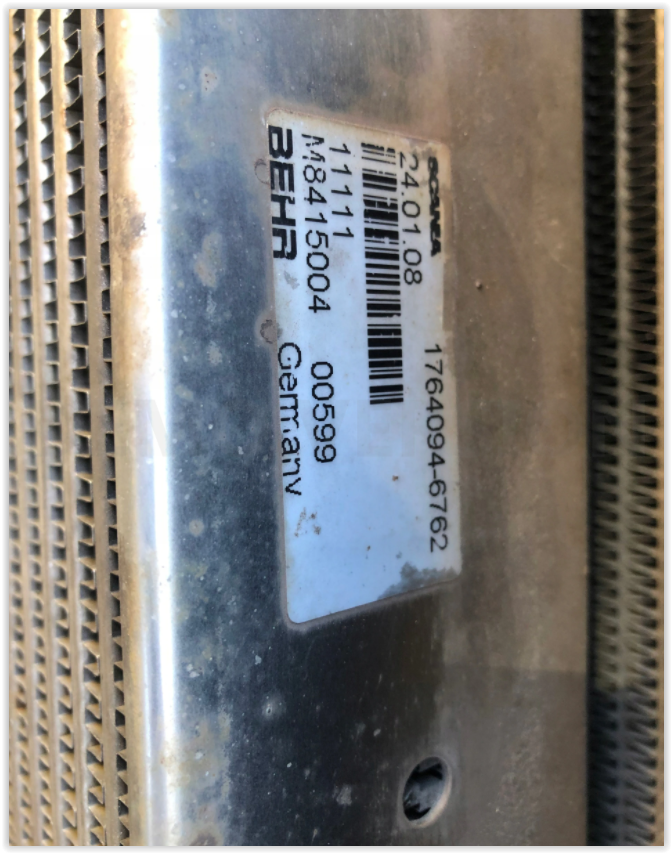 SCANIA 1764094-6762
24.01.08
11111
M8415004 00599
BEHR Germany